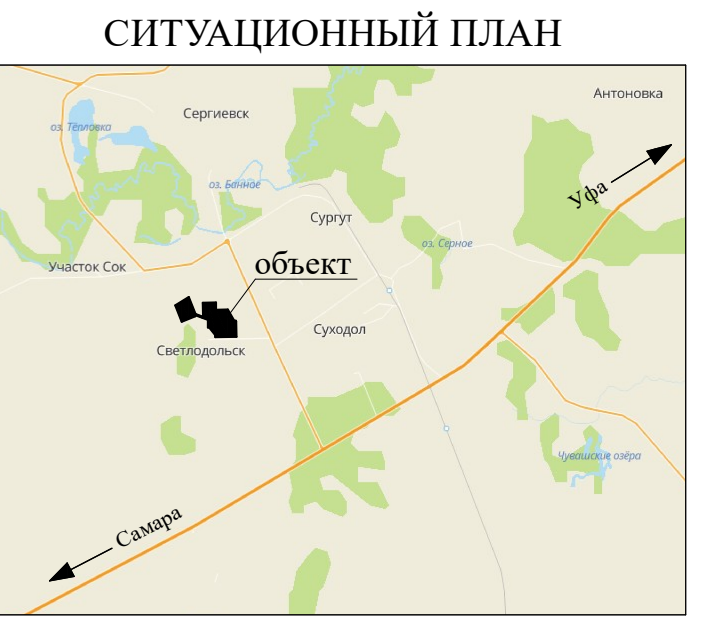 СИТУАЦИОННЫЙ ПЛАН
Антоновка
Сергиевск
оз. Тёпловка
оз. Банное
Уфа
Сургут
оз. Серное
Участок Сок
объект
Суходол
Светлодольск
Чувашские озёра
Самара